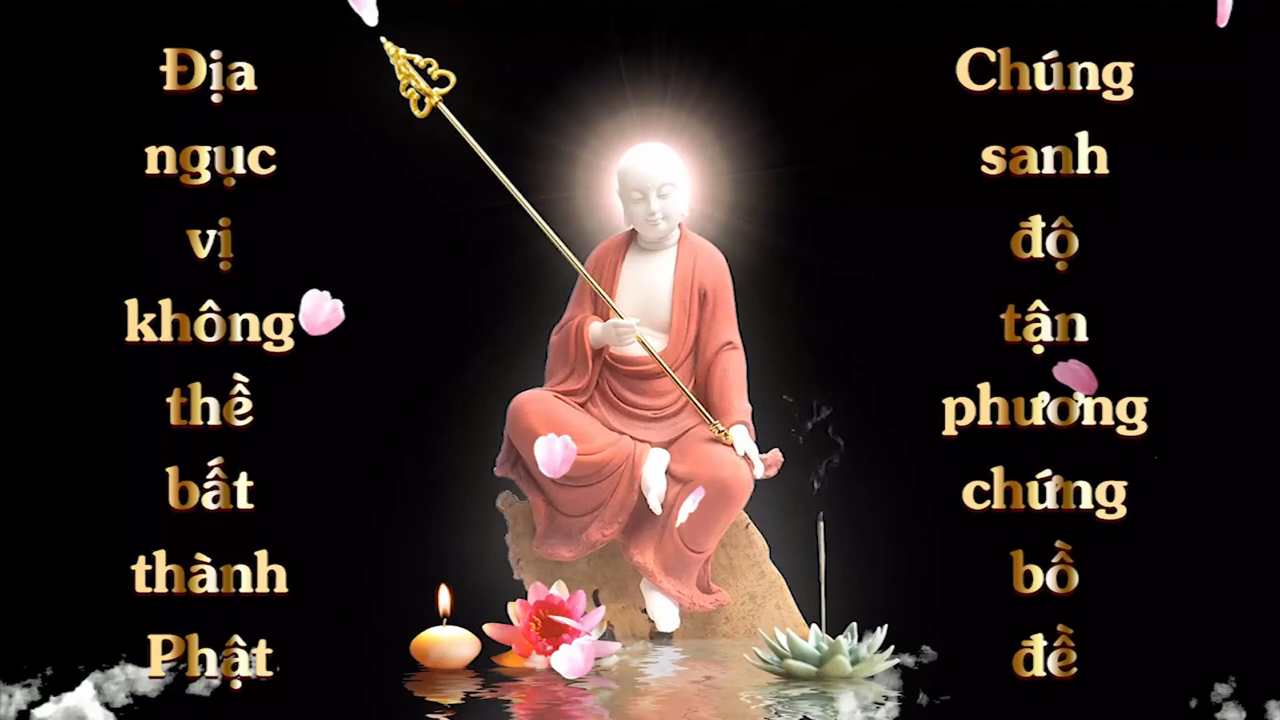 Địa
ngục
vị
không
thề
bất
thành
Phật
Chúng
sanh
độ
tận
phương
chứng
bồ
đề